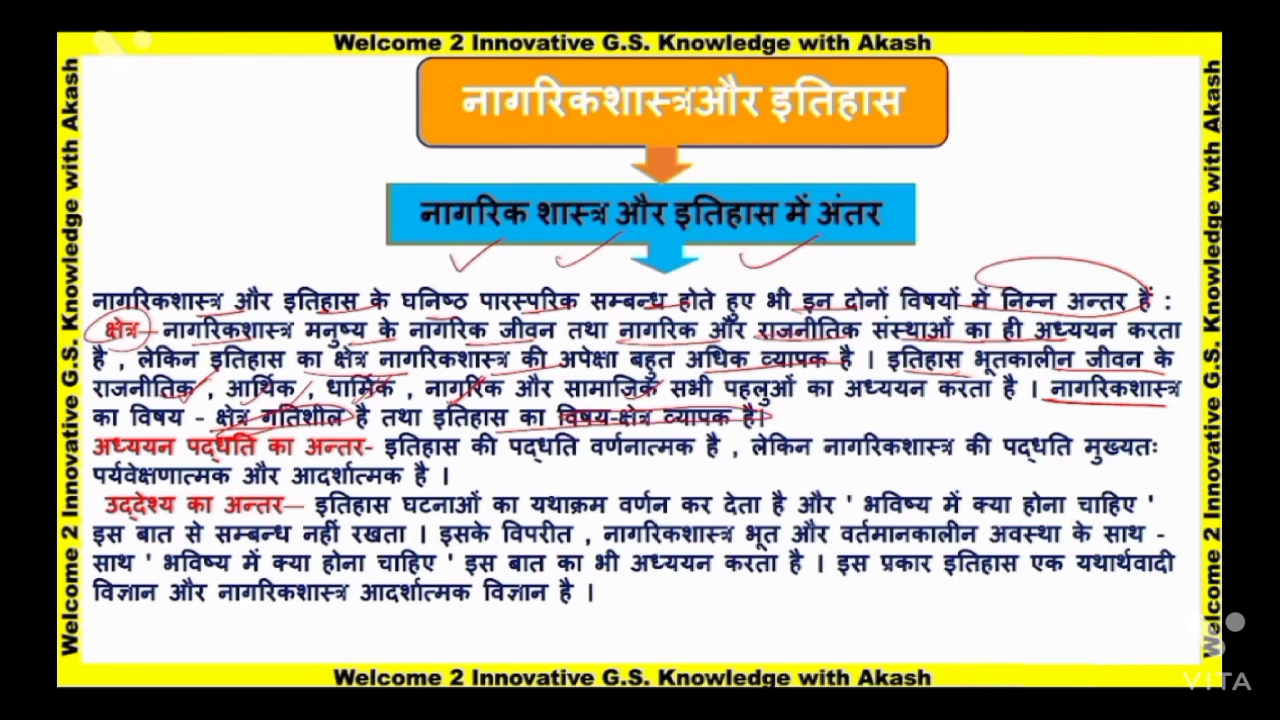 Welcome 2 Innovative G.S. Knowledge with Akash
नागरिकशास्त्रऔर इतिहास
नागरिक शास्त्र और इतिहास में अंतर
नागरिकशास्त्र और इतिहास के घनिष्ठ पारस्परिक सम्बन्ध होते हुए भी इन दोनों विषयों में निम्न अन्तर हैं :
क्षेत्र— नागरिकशास्त्र मनुष्य के नागरिक जीवन तथा नागरिक और राजनीतिक संस्थाओं का ही अध्ययन करता
है , लेकिन इतिहास का क्षेत्र नागरिकशास्त्र की अपेक्षा बहुत अधिक व्यापक है । इतिहास भूतकालीन जीवन के
राजनीतिक , आर्थिक , धार्मिक , नागरिक और सामाजिक सभी पहलुओं का अध्ययन करता है । नागरिकशास्त्र
का विषय - क्षेत्र गतिशील है तथा इतिहास का विषय-क्षेत्र व्यापक है।
अध्ययन पद्धति का अन्तर- इतिहास की पद्धति वर्णनात्मक है , लेकिन नागरिकशास्त्र की पद्धति मुख्यतः
पर्यवेक्षणात्मक और आदर्शात्मक है ।
उद्देश्य का अन्तर— इतिहास घटनाओं का यथाक्रम वर्णन कर देता है और ' भविष्य में क्या होना चाहिए '
इस बात से सम्बन्ध नहीं रखता । इसके विपरीत , नागरिकशास्त्र भूत और वर्तमानकालीन अवस्था के साथ -
साथ ' भविष्य में क्या होना चाहिए ' इस बात का भी अध्ययन करता है । इस प्रकार इतिहास एक यथार्थवादी
विज्ञान और नागरिकशास्त्र आदर्शात्मक विज्ञान है ।
Welcome 2 Innovative G.S. Knowledge with Akash
Welcome 2 Innovative G.S. Knowledge with Akash
Welcome 2 Innovative G.S. Knowledge with Akash
VITA